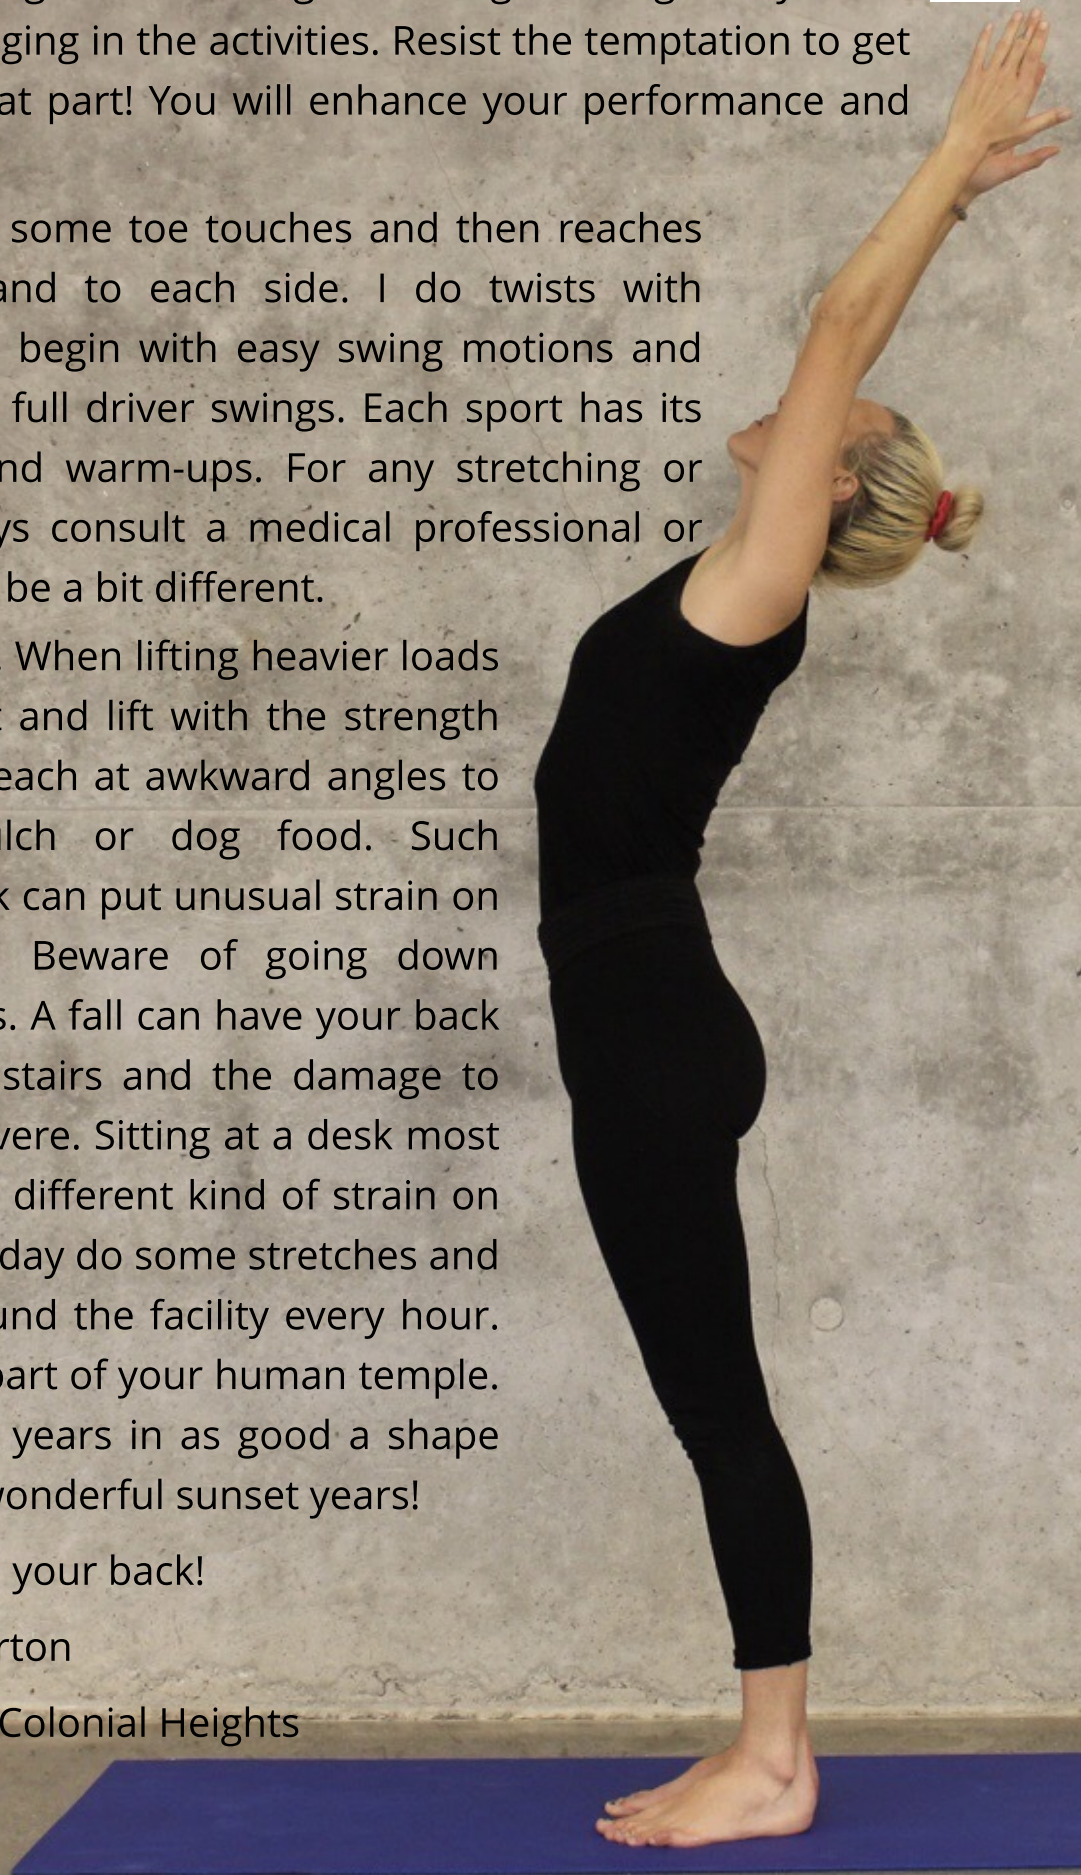 ging in the activities. Resist the temptation to get
at part! You will enhance your performance and
some toe touches and then reaches
and to each side. I do twists with
begin with easy swing motions and
full driver swings. Each sport has its
nd warm-ups. For any stretching or
ys consult a medical professional or
be a bit different.
. When lifting heavier loads
t and lift with the strength
each at awkward angles to
ulch or dog food. Such
k can put unusual strain on
Beware of going down
s. A fall can have your back
stairs and the damage to
vere. Sitting at a desk most
different kind of strain on
day do some stretches and
und the facility every hour.
part of your human temple.
years in as good a shape
wonderful sunset years!
your back!
rton
Colonial Heights